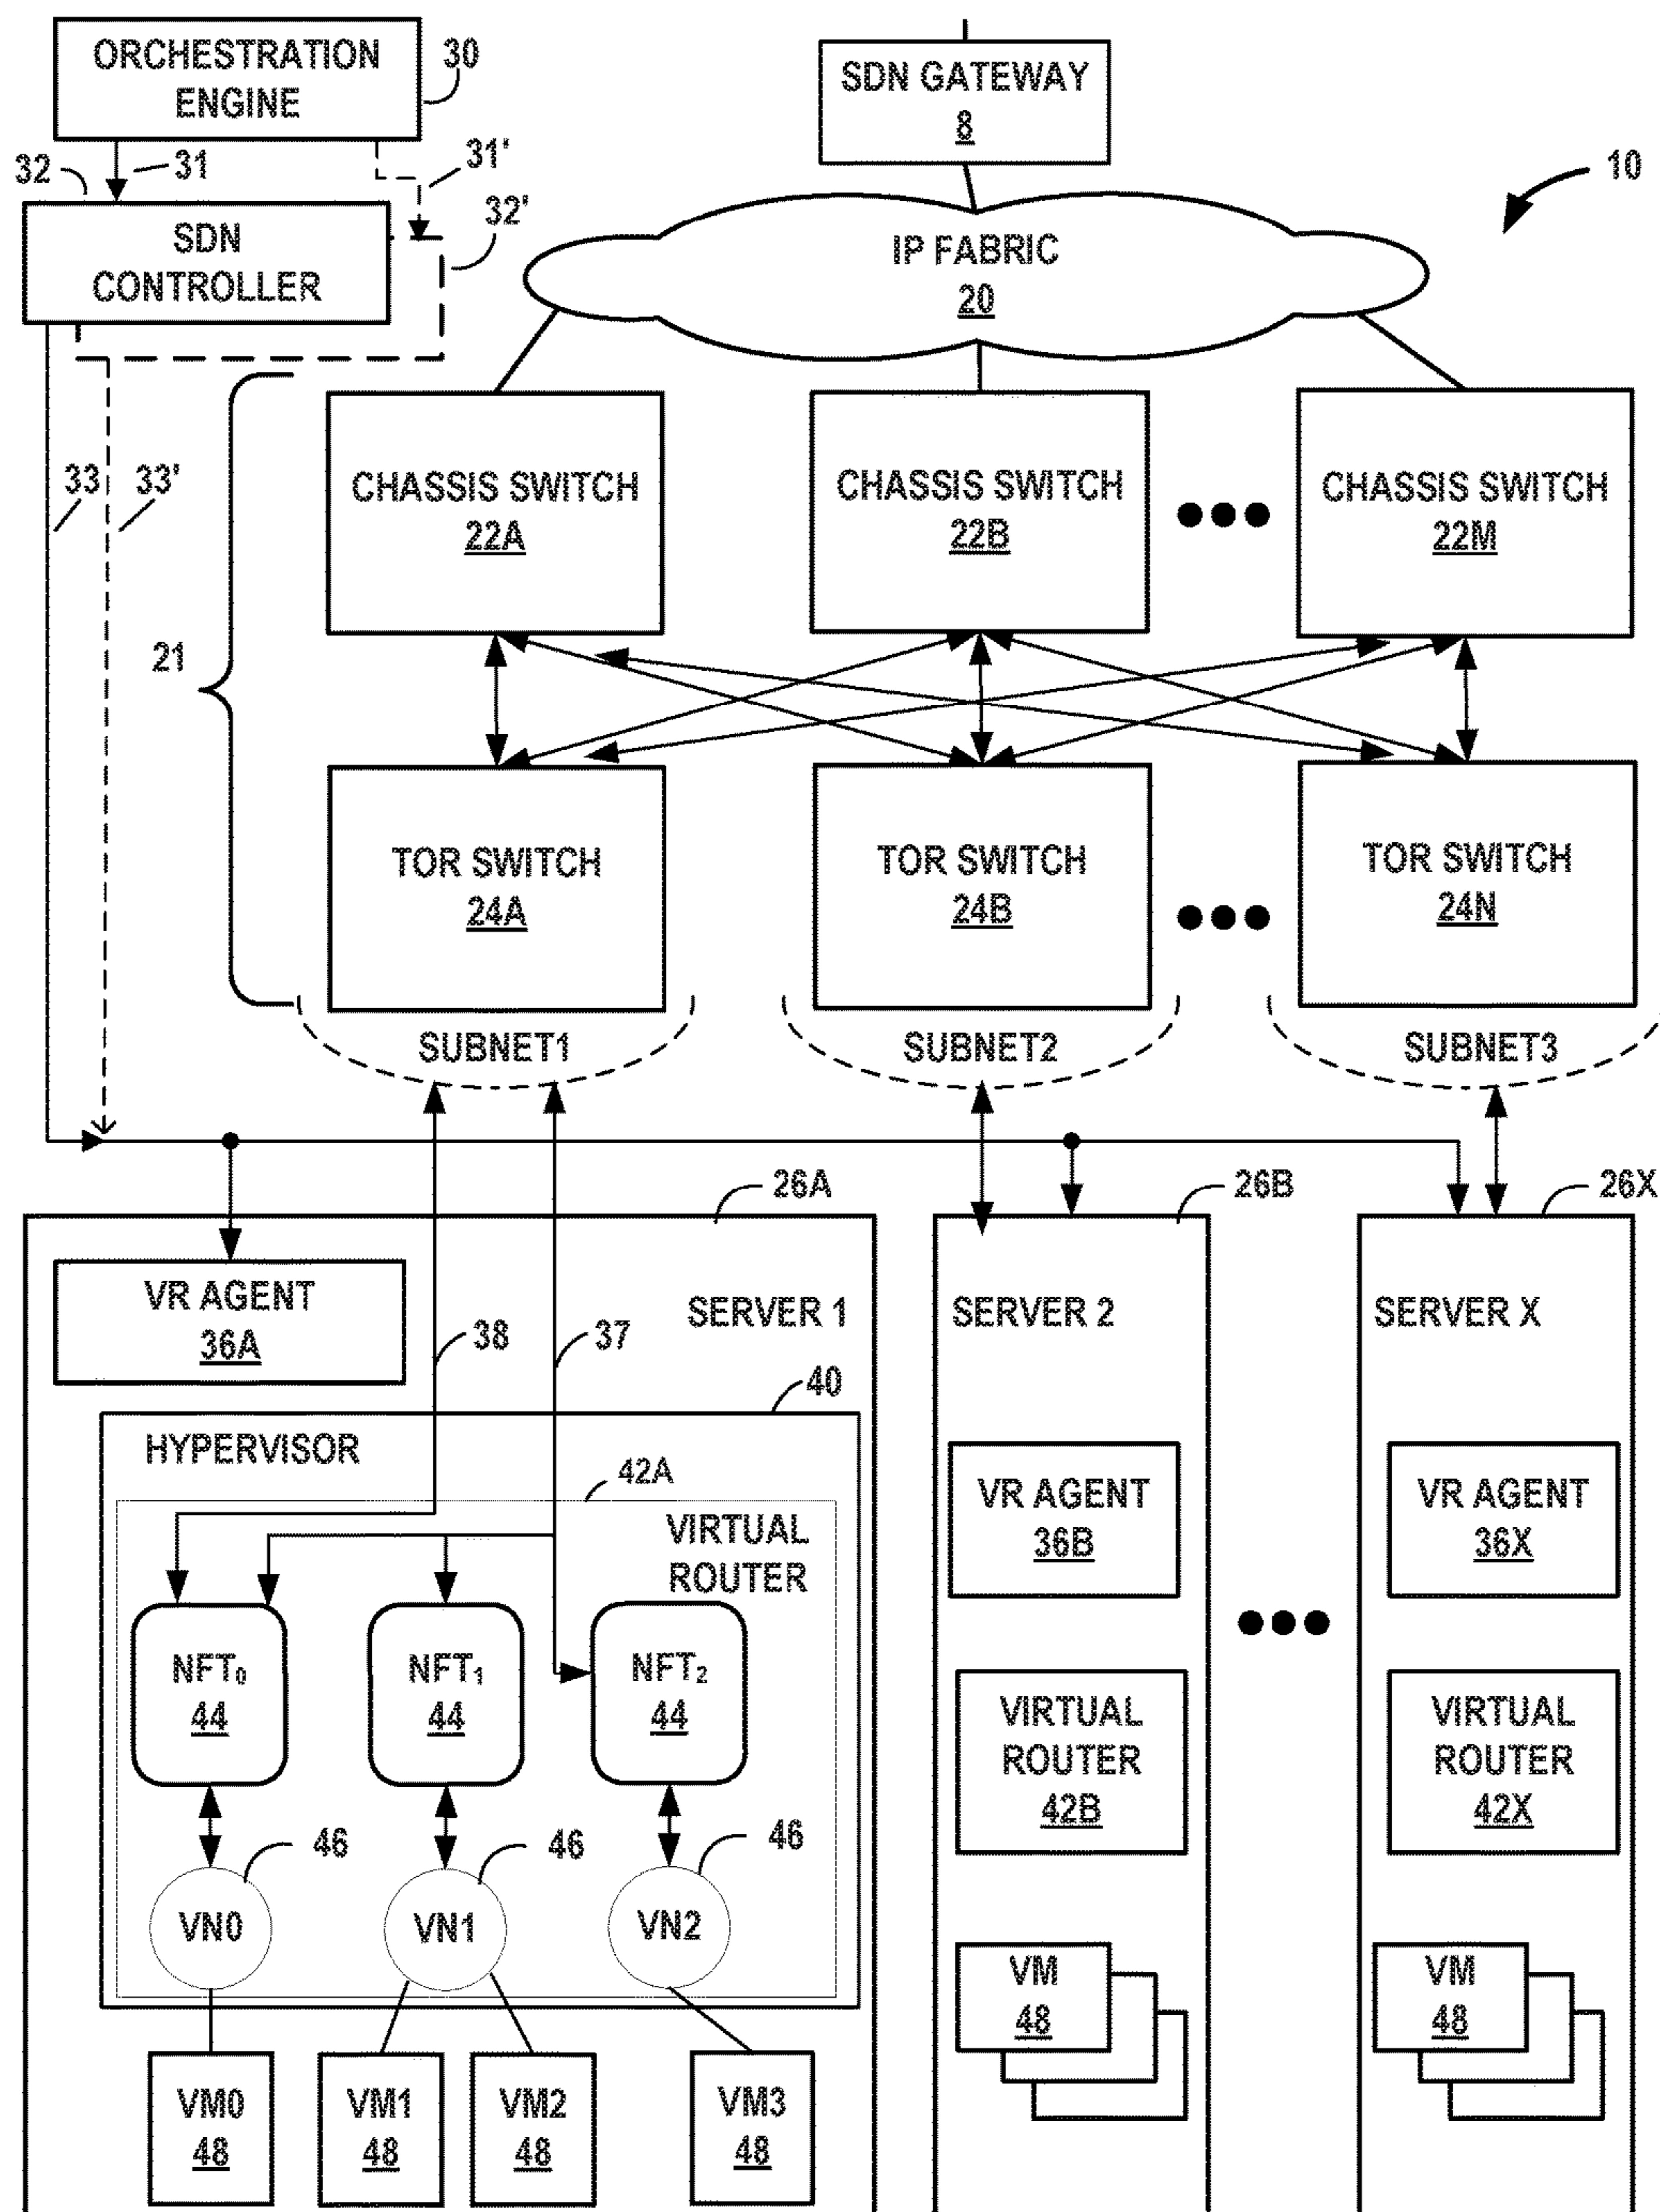 ORCHESTRATION
ENGINE
30
SDN GATEWAY
8
32
31
31'
10
32'
SDN
CONTROLLER
IP FABRIC
20
CHASSIS SWITCH
22A
CHASSIS SWITCH
22B
CHASSIS SWITCH
22M
33
33'
21
TOR SWITCH
24A
TOR SWITCH
24B
TOR SWITCH
24N
SUBNET1
SUBNET2
SUBNET3
26A
26B
26X
VR AGENT
36A
SERVER 1
SERVER 2
SERVER X
38
37
40
HYPERVISOR
42A
VIRTUAL
ROUTER
VR AGENT
36B
VR AGENT
36X
NFT₀
44
NFT₁
44
NFT₂
44
VIRTUAL
ROUTER
42B
VIRTUAL
ROUTER
42X
46
46
46
VN0
VN1
VN2
VM
48
VM
48
VM0
48
VM1
48
VM2
48
VM3
48